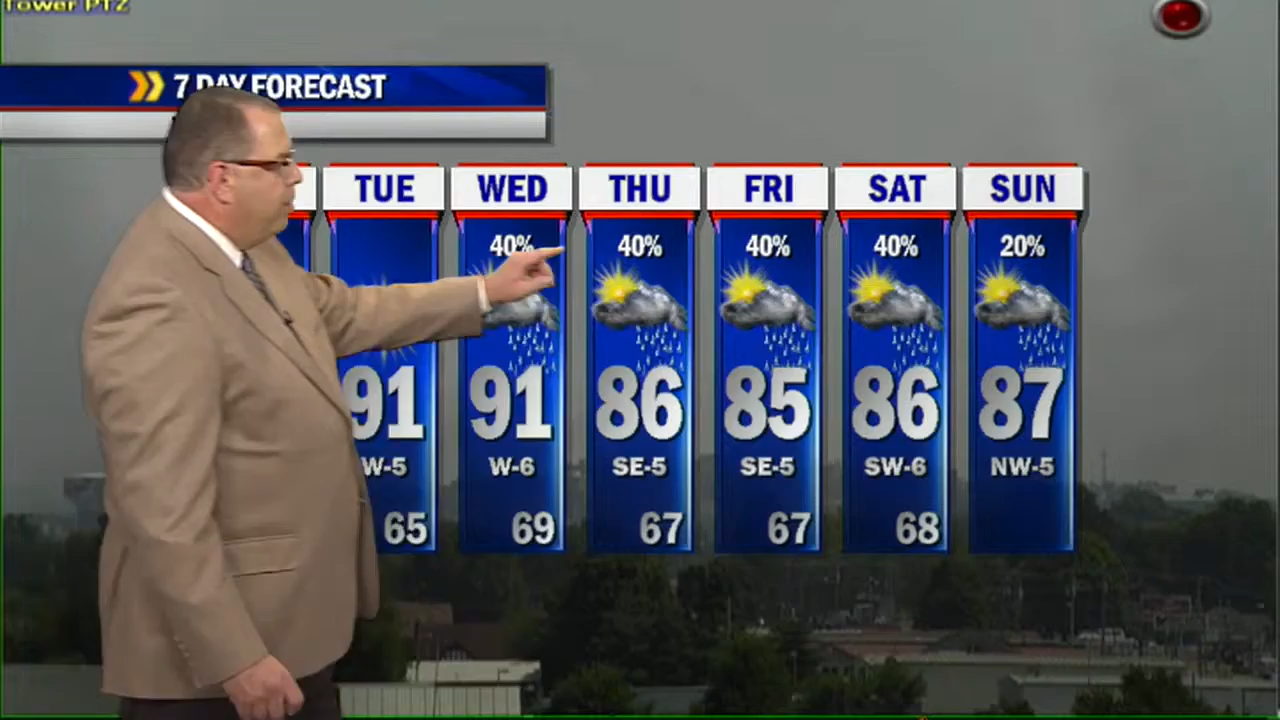 Tower PTZ
7 DAY FORECAST
TUE WED THU FRI SAT SUN
40% 40% 40% 40% 20%
91 91 86 85 86 87
W-5 W-6 SE-5 SE-5 SW-6 NW-5
65 69 67 67 68